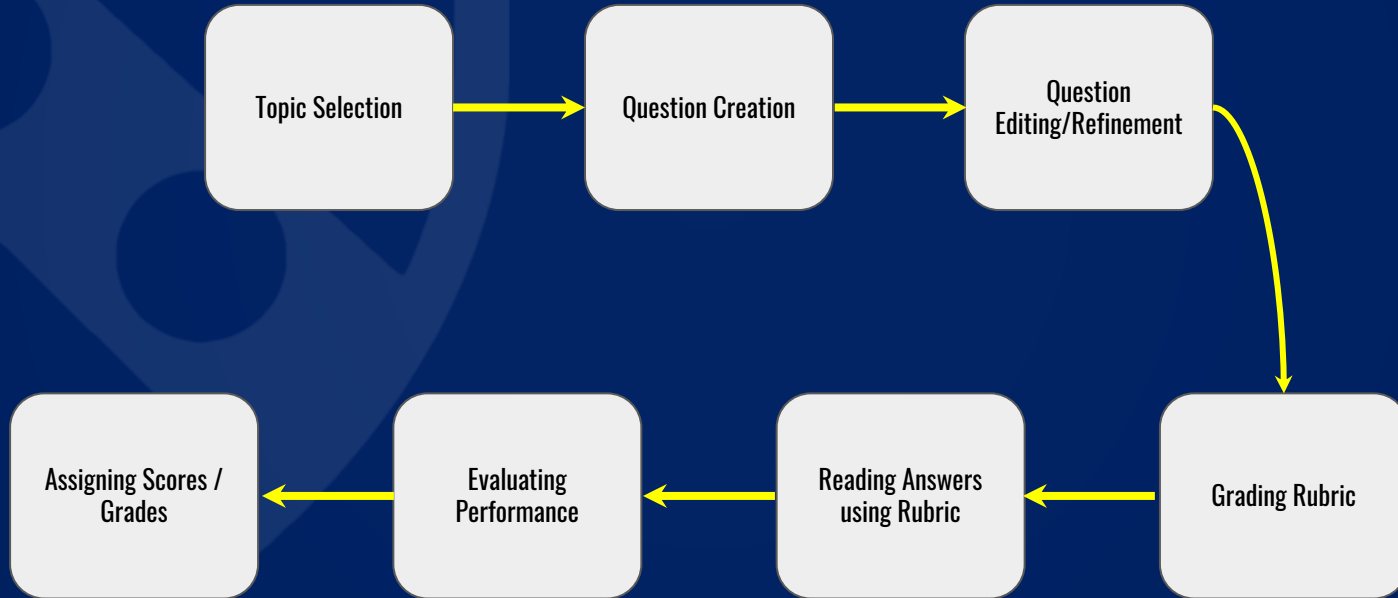 Topic Selection
Question Creation
Question
Editing/Refinement
Grading Rubric
Reading Answers
using Rubric
Evaluating
Performance
Assigning Scores /
Grades